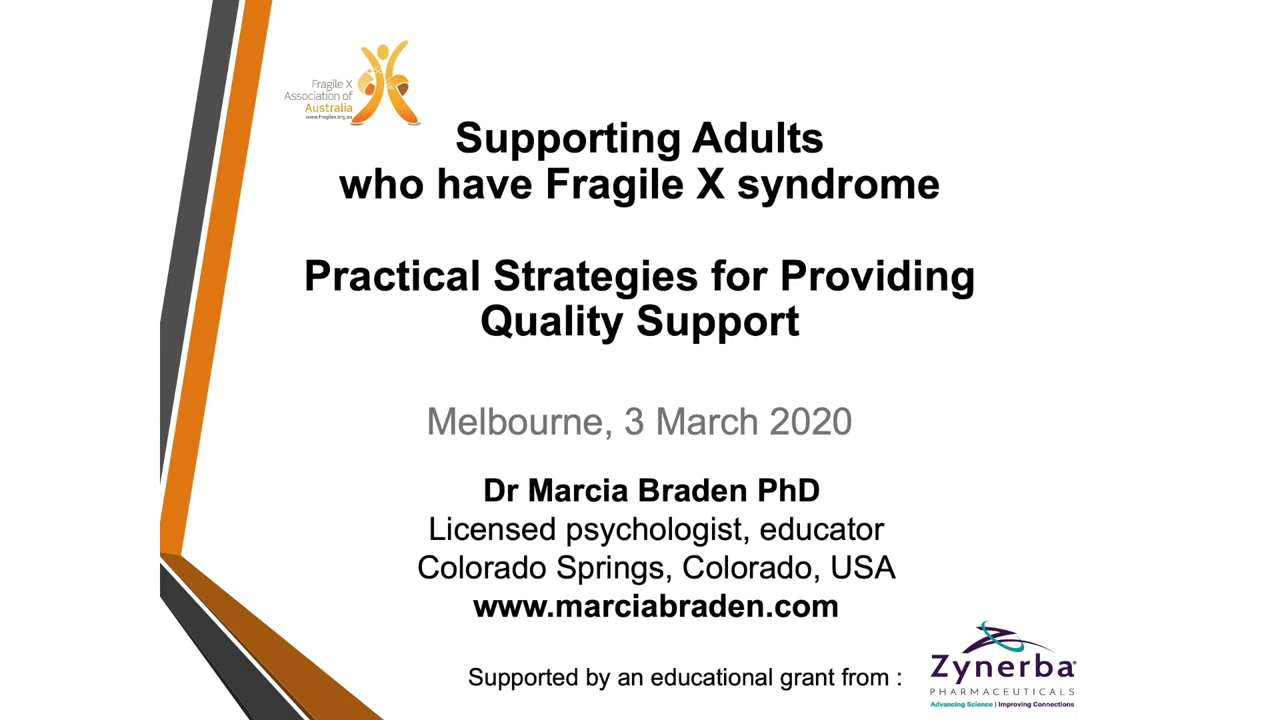 Fragile X
Association of
Australia
www.fragilex.org.au
Supporting Adults
who have Fragile X syndrome
Practical Strategies for Providing
Quality Support
Melbourne, 3 March 2020
Dr Marcia Braden PhD
Licensed psychologist, educator
Colorado Springs, Colorado, USA
www.marciabraden.com
Supported by an educational grant from :
Zynerba
PHARMACEUTICALS
Advancing Science | Improving Connections